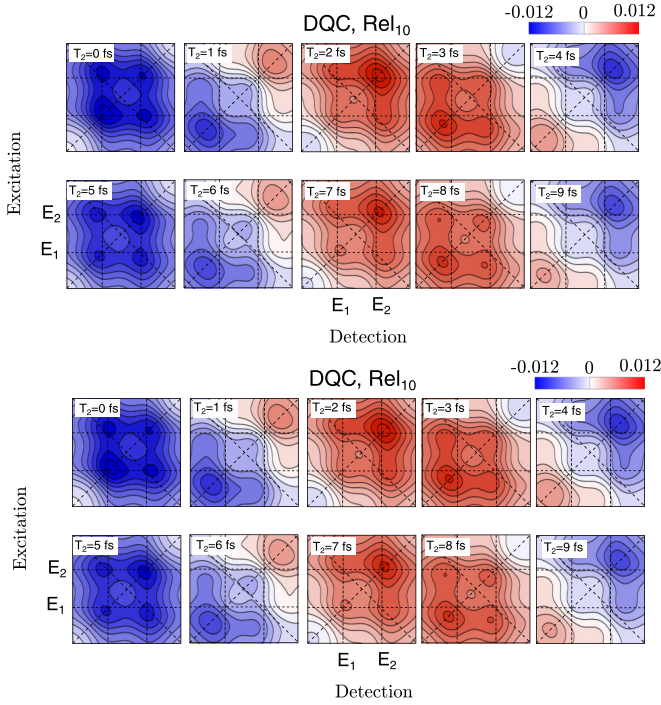 DQC, Rel₁₀
-0.012 0 0.012
T₂=0 fs T₂=1 fs T₂=2 fs T₂=3 fs T₂=4 fs
Excitation
T₂=5 fs T₂=6 fs T₂=7 fs T₂=8 fs T₂=9 fs
E₂
E₁
E₁ E₂
Detection
DQC, Rel₁₀
-0.012 0 0.012
T₂=0 fs T₂=1 fs T₂=2 fs T₂=3 fs T₂=4 fs
Excitation
T₂=5 fs T₂=6 fs T₂=7 fs T₂=8 fs T₂=9 fs
E₂
E₁
E₁ E₂
Detection